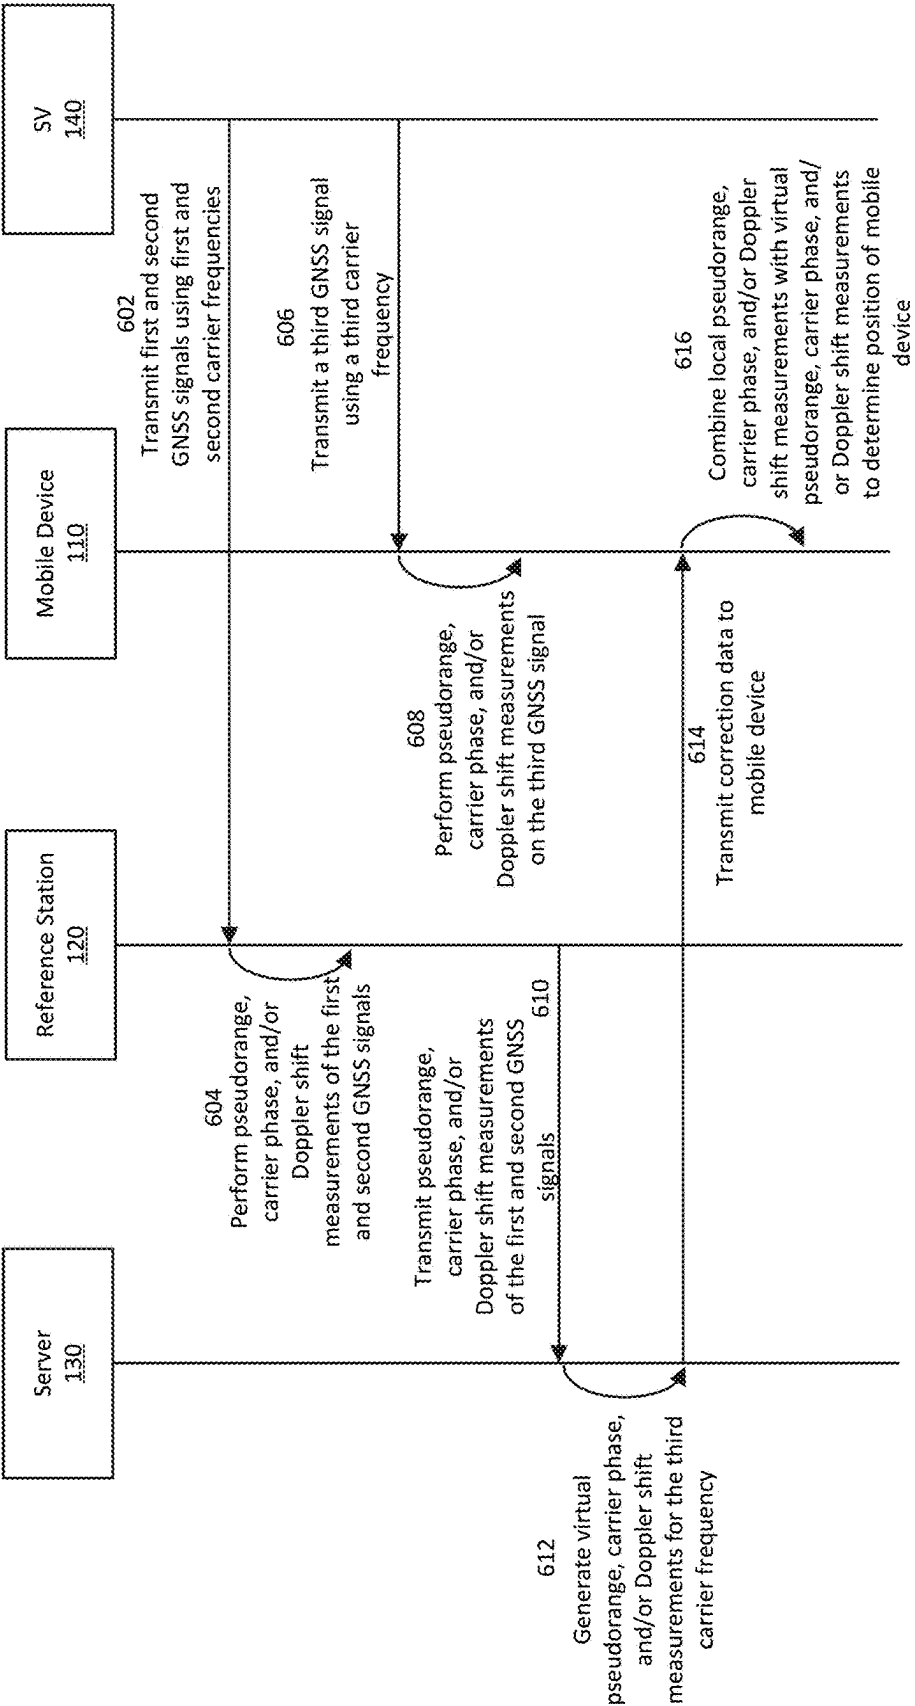 Server
130
Reference Station
120
Mobile Device
110
SV
140
602
Transmit first and second
GNSS signals using first and
second carrier frequencies
604
Perform pseudorange,
carrier phase, and/or
Doppler shift
measurements of the first
and second GNSS signals
606
Transmit a third GNSS signal
using a third carrier
frequency
608
Perform pseudorange,
carrier phase, and/or
Doppler shift measurements
on the third GNSS signal
610
Transmit pseudorange,
carrier phase, and/or
Doppler shift measurements
of the first and second GNSS
signals
612
Generate virtual
pseudorange, carrier phase,
and/or Doppler shift
measurements for the third
carrier frequency
614
Transmit correction data to
mobile device
616
Combine local pseudorange,
carrier phase, and/or Doppler
shift measurements with virtual
pseudorange, carrier phase, and/
or Doppler shift measurements
to determine position of mobile
device